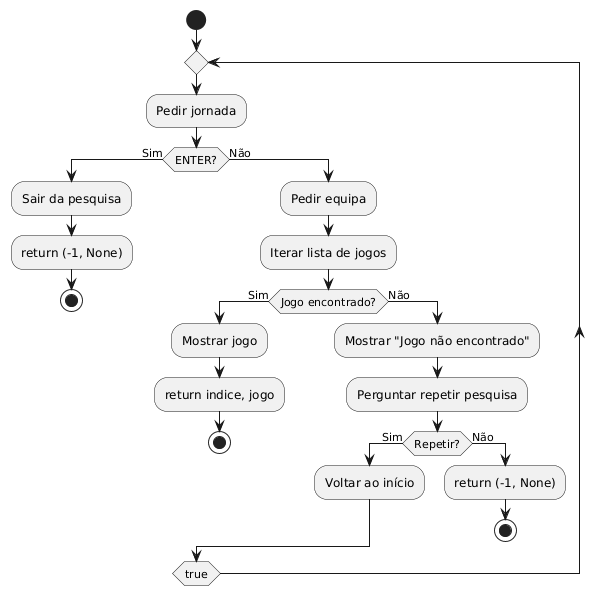 Pedir jornada
Sim
ENTER?
Não
Sair da pesquisa
Pedir equipa
return (-1, None)
Iterar lista de jogos
Sim
Jogo encontrado?
Não
Mostrar jogo
Mostrar "Jogo não encontrado"
return indice, jogo
Perguntar repetir pesquisa
Sim
Repetir?
Não
Voltar ao início
return (-1, None)
true